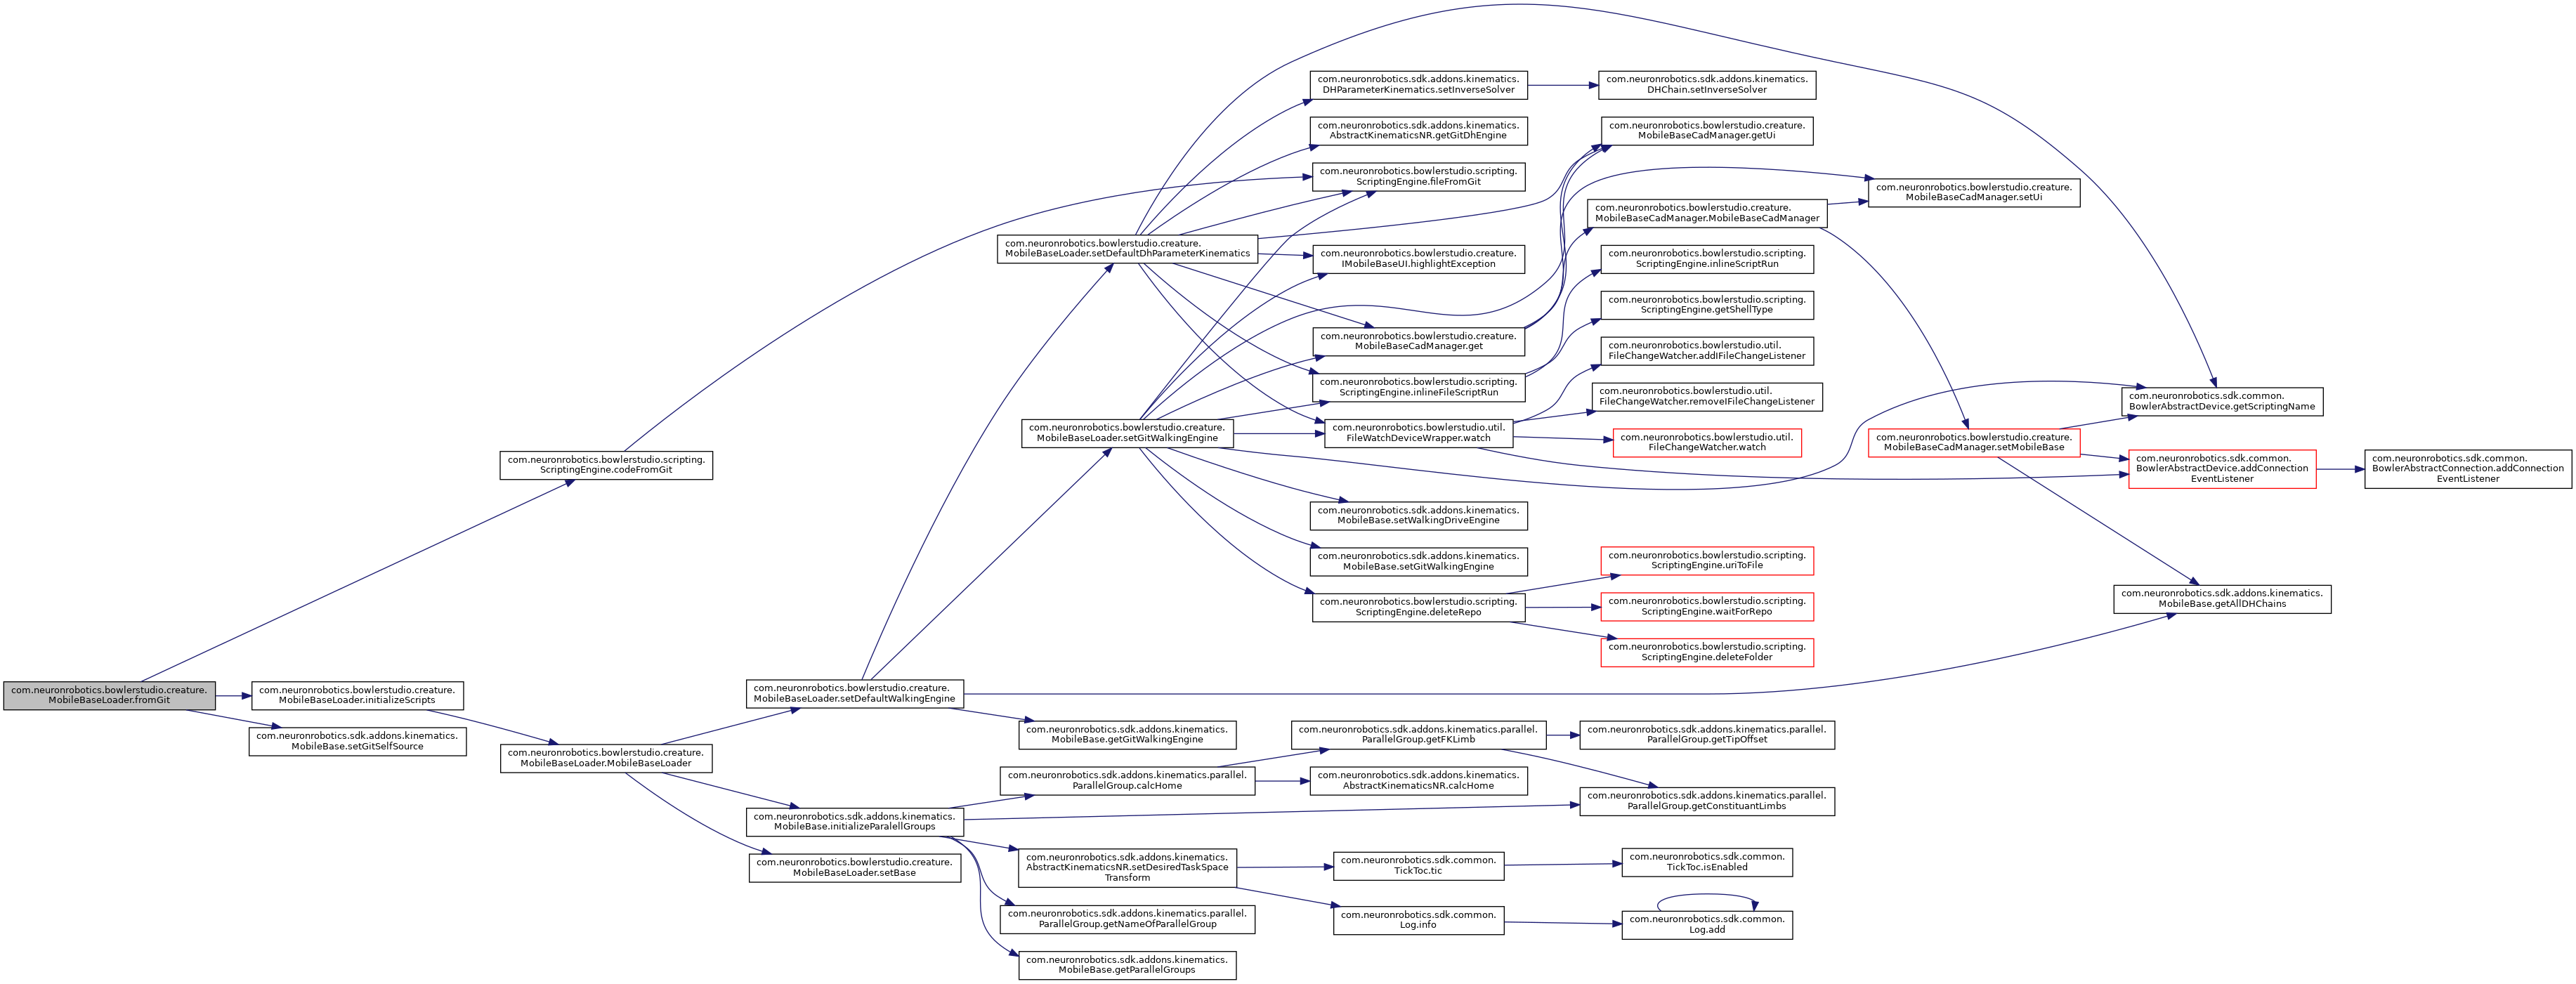 com.neuronrobotics.bowlerstudio.creature.
MobileBaseLoader.fromGit
com.neuronrobotics.bowlerstudio.scripting.
ScriptingEngine.codeFromGit
com.neuronrobotics.bowlerstudio.creature.
MobileBaseLoader.initializeScripts
com.neuronrobotics.sdk.addons.kinematics.
MobileBase.setGitSelfSource
com.neuronrobotics.bowlerstudio.creature.
MobileBaseLoader.MobileBaseLoader
com.neuronrobotics.bowlerstudio.creature.
MobileBaseLoader.setDefaultWalkingEngine
com.neuronrobotics.sdk.addons.kinematics.
MobileBase.initializeParalellGroups
com.neuronrobotics.bowlerstudio.creature.
MobileBaseLoader.setBase
com.neuronrobotics.bowlerstudio.creature.
MobileBaseLoader.setDefaultDhParameterKinematics
com.neuronrobotics.bowlerstudio.creature.
MobileBaseLoader.setGitWalkingEngine
com.neuronrobotics.sdk.addons.kinematics.
MobileBase.getGitWalkingEngine
com.neuronrobotics.sdk.addons.kinematics.parallel.
ParallelGroup.calcHome
com.neuronrobotics.sdk.addons.kinematics.
AbstractKinematicsNR.setDesiredTaskSpace
Transform
com.neuronrobotics.sdk.addons.kinematics.parallel.
ParallelGroup.getNameOfParallelGroup
com.neuronrobotics.sdk.addons.kinematics.
MobileBase.getParallelGroups
com.neuronrobotics.sdk.addons.kinematics.
DHParameterKinematics.setInverseSolver
com.neuronrobotics.sdk.addons.kinematics.
AbstractKinematicsNR.getGitDhEngine
com.neuronrobotics.bowlerstudio.scripting.
ScriptingEngine.fileFromGit
com.neuronrobotics.bowlerstudio.creature.
IMobileBaseUI.highlightException
com.neuronrobotics.bowlerstudio.creature.
MobileBaseCadManager.get
com.neuronrobotics.bowlerstudio.scripting.
ScriptingEngine.inlineFileScriptRun
com.neuronrobotics.bowlerstudio.util.
FileWatchDeviceWrapper.watch
com.neuronrobotics.sdk.addons.kinematics.
MobileBase.setWalkingDriveEngine
com.neuronrobotics.sdk.addons.kinematics.
MobileBase.setGitWalkingEngine
com.neuronrobotics.bowlerstudio.scripting.
ScriptingEngine.deleteRepo
com.neuronrobotics.sdk.addons.kinematics.parallel.
ParallelGroup.getFKLimb
com.neuronrobotics.sdk.addons.kinematics.
AbstractKinematicsNR.calcHome
com.neuronrobotics.sdk.common.
TickToc.tic
com.neuronrobotics.sdk.common.
Log.info
com.neuronrobotics.sdk.addons.kinematics.
DHChain.setInverseSolver
com.neuronrobotics.bowlerstudio.creature.
MobileBaseCadManager.getUi
com.neuronrobotics.bowlerstudio.creature.
MobileBaseCadManager.MobileBaseCadManager
com.neuronrobotics.bowlerstudio.scripting.
ScriptingEngine.inlineScriptRun
com.neuronrobotics.bowlerstudio.scripting.
ScriptingEngine.getShellType
com.neuronrobotics.bowlerstudio.util.
FileChangeWatcher.addIFileChangeListener
com.neuronrobotics.bowlerstudio.util.
FileChangeWatcher.removeIFileChangeListener
com.neuronrobotics.bowlerstudio.util.
FileChangeWatcher.watch
com.neuronrobotics.bowlerstudio.scripting.
ScriptingEngine.uriToFile
com.neuronrobotics.bowlerstudio.scripting.
ScriptingEngine.waitForRepo
com.neuronrobotics.bowlerstudio.scripting.
ScriptingEngine.deleteFolder
com.neuronrobotics.sdk.addons.kinematics.parallel.
ParallelGroup.getTipOffset
com.neuronrobotics.sdk.addons.kinematics.parallel.
ParallelGroup.getConstituantLimbs
com.neuronrobotics.sdk.common.
TickToc.isEnabled
com.neuronrobotics.sdk.common.
Log.add
com.neuronrobotics.bowlerstudio.creature.
MobileBaseCadManager.setUi
com.neuronrobotics.bowlerstudio.creature.
MobileBaseCadManager.setMobileBase
com.neuronrobotics.sdk.common.
BowlerAbstractDevice.getScriptingName
com.neuronrobotics.sdk.common.
BowlerAbstractDevice.addConnection
EventListener
com.neuronrobotics.sdk.addons.kinematics.
MobileBase.getAllDHChains
com.neuronrobotics.sdk.common.
BowlerAbstractConnection.addConnection
EventListener